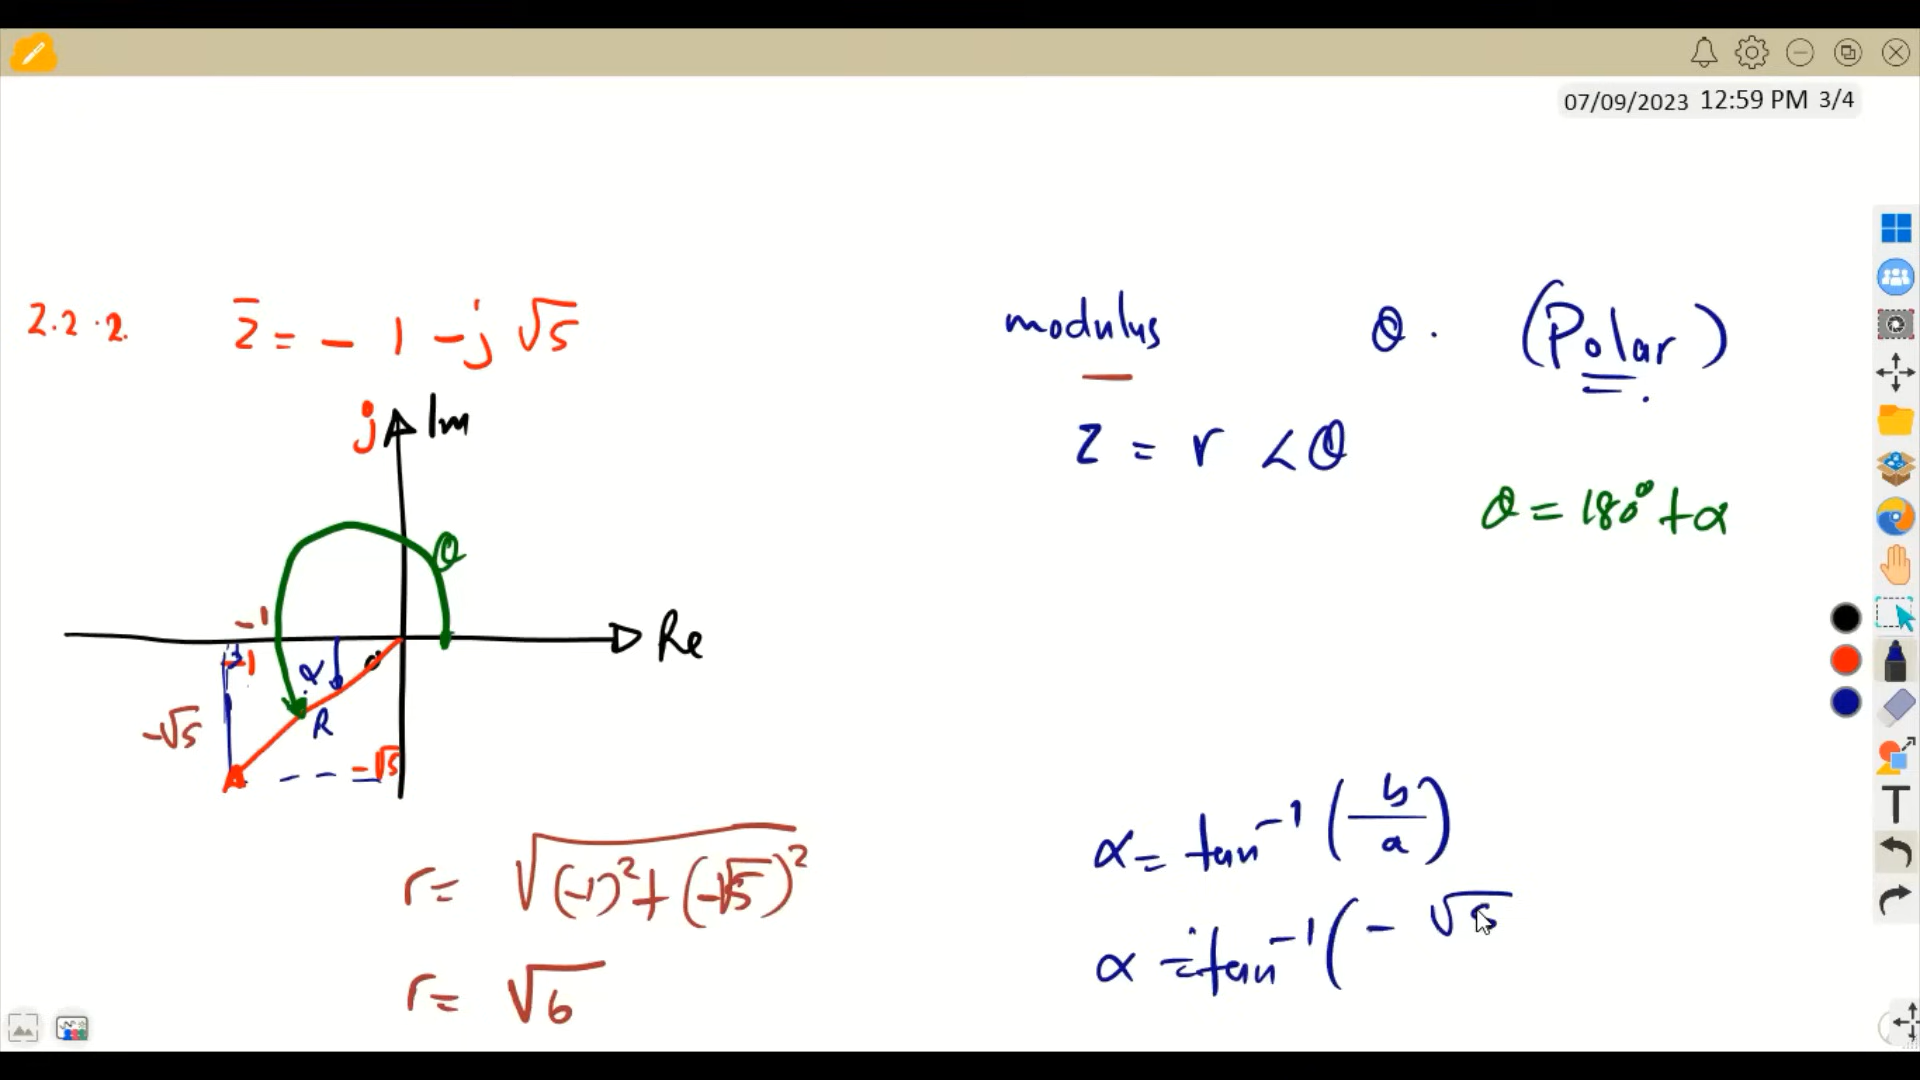 07/09/2023 12:59 PM 3/4
2.2.2. z̅ = - 1 - j √5
modulus θ. (Polar)
j Im
z = r < θ
θ = 180° + α
θ
-1
Re
-1
α
R
-√5
-√5
α = tan⁻¹ (b/a)
r = √(-1)² + (-√5)²
α = tan⁻¹ ( - √5
r = √6
T